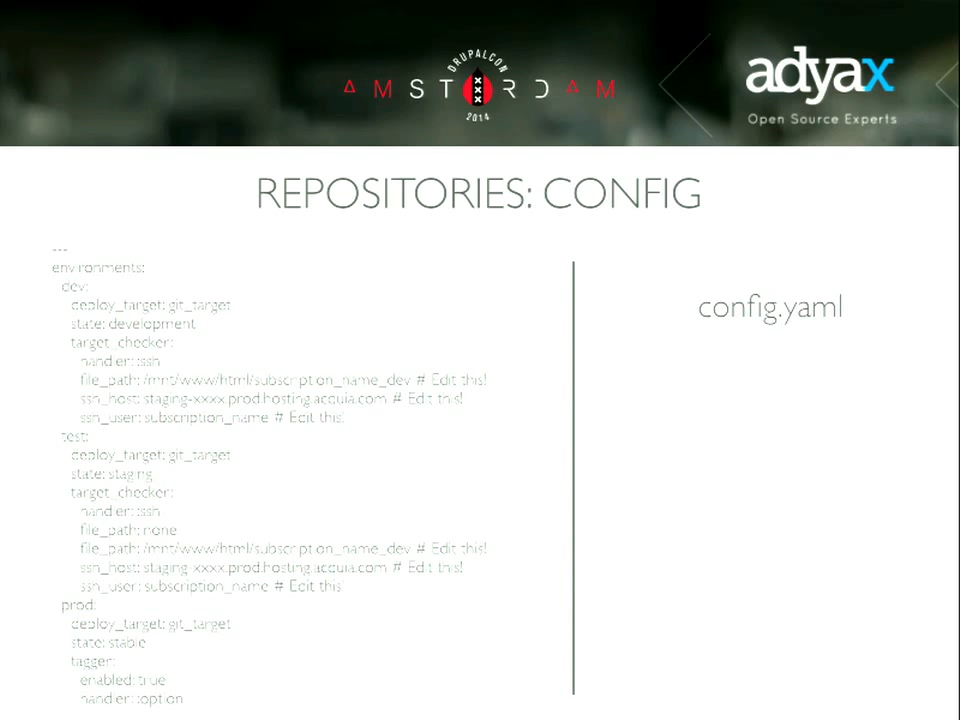 DRUPALCON
AMSTERDAM
2014
adyax
Open Source Experts
REPOSITORIES: CONFIG
---
environments:
dev:
deploy_target: git_target
state: development
target_checker:
handler: :ssh
file_path: /mnt/www/html/subscription_name_dev # Edit this!
ssh_host: staging-xxxx.prod.hosting.acquia.com # Edit this!
ssh_user: subscription_name # Edit this!
test:
deploy_target: git_target
state: staging
target_checker:
handler: :ssh
file_path: none
file_path: /mnt/www/html/subscription_name_dev # Edit this!
ssh_host: staging-xxxx.prod.hosting.acquia.com # Edit this!
ssh_user: subscription_name # Edit this!
prod:
deploy_target: git_target
state: stable
tagger:
enabled: true
handler: :option
config.yaml